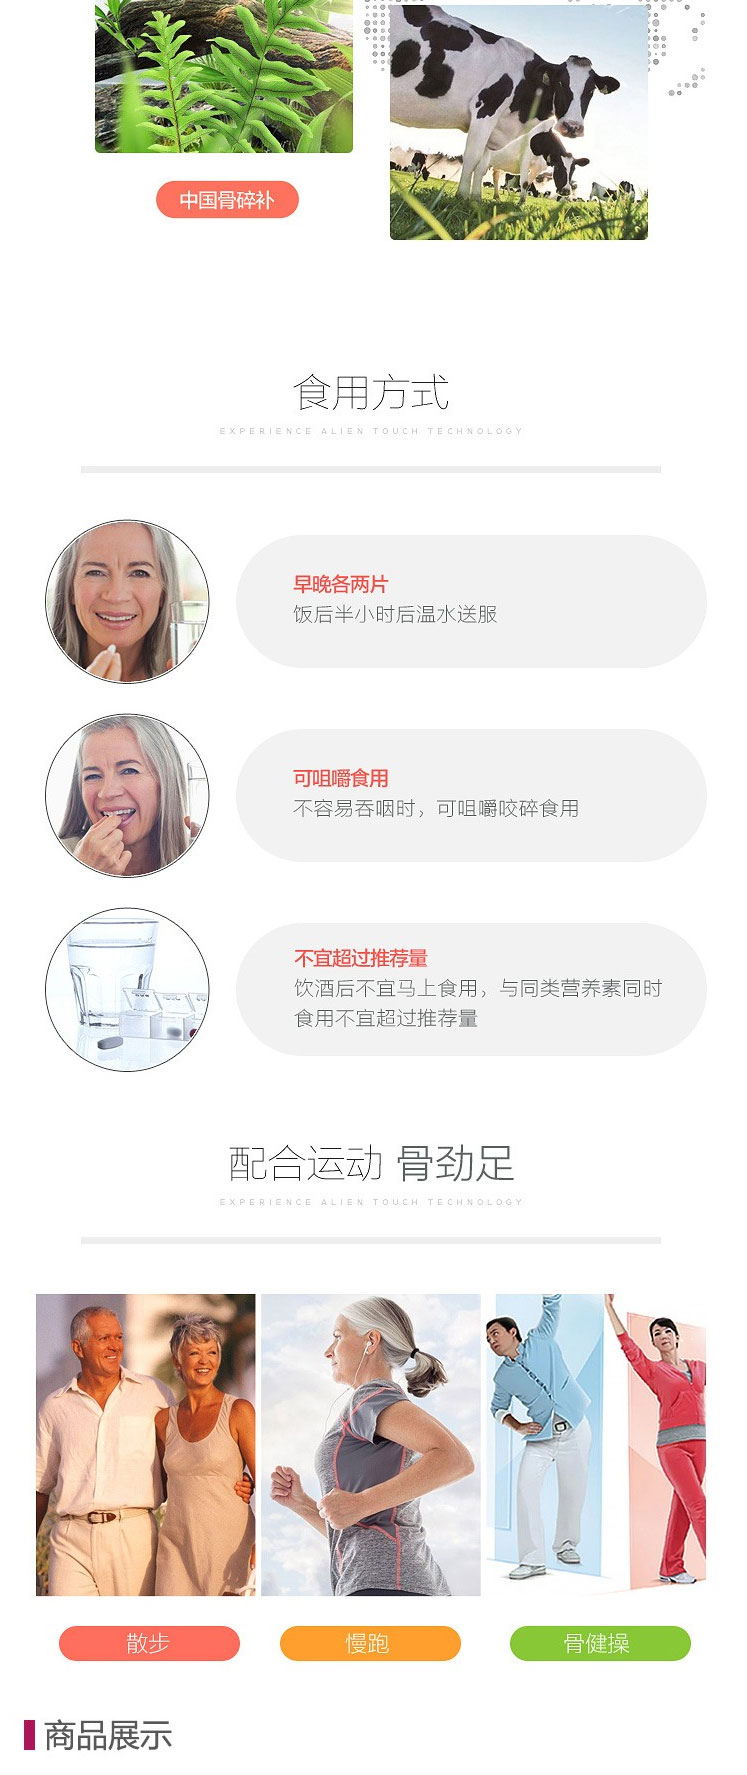 中国骨碎补
食用方式
EXPERIENCE ALIEN TOUCH TECHNOLOGY
早晚各两片
饭后半小时后温水送服
可咀嚼食用
不容易吞咽时，可咀嚼咬碎食用
不宜超过推荐量
饮酒后不宜马上食用，与同类营养素同时
食用不宜超过推荐量
配合运动 骨劲足
EXPERIENCE ALIEN TOUCH TECHNOLOGY
散步
慢跑
骨健操
商品展示